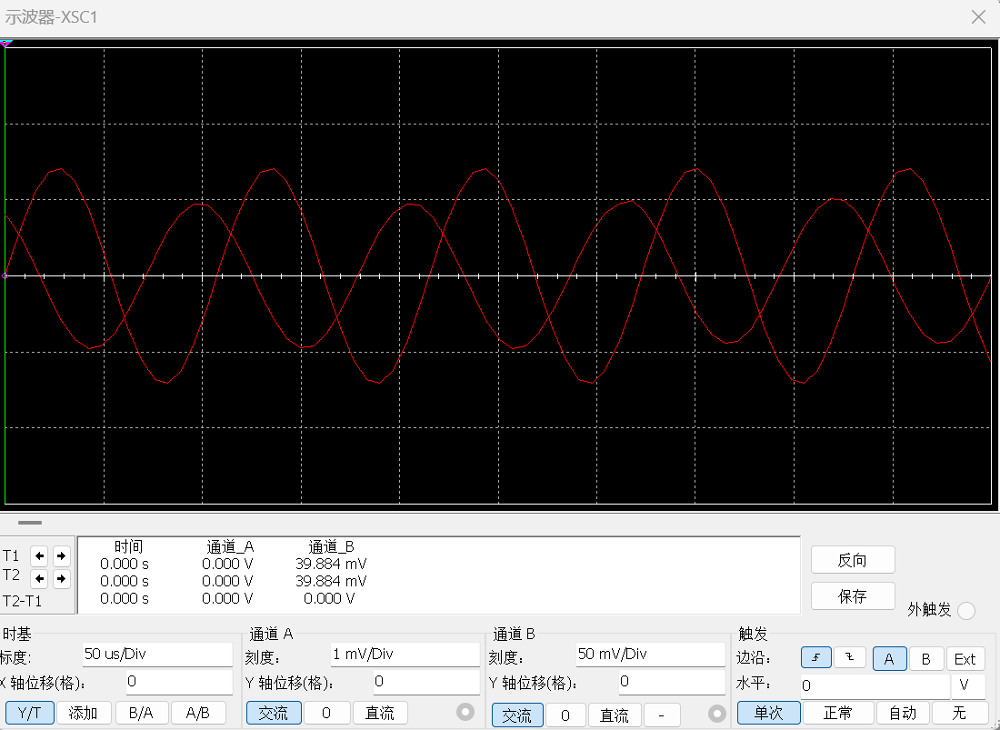 示波器-XSC1
时间 通道_A 通道_B
T1 0.000 s 0.000 V 39.884 mV
T2 0.000 s 0.000 V 39.884 mV
T2-T1 0.000 s 0.000 V 0.000 V
反向
保存
外触发
时基
标度: 50 us/Div
X 轴位移(格): 0
Y/T 添加 B/A A/B
通道 A
刻度: 1 mV/Div
Y 轴位移(格): 0
交流 0 直流
通道 B
刻度: 50 mV/Div
Y 轴位移(格): 0
交流 0 直流 -
触发
边沿: A B Ext
水平: 0 V
单次 正常 自动 无